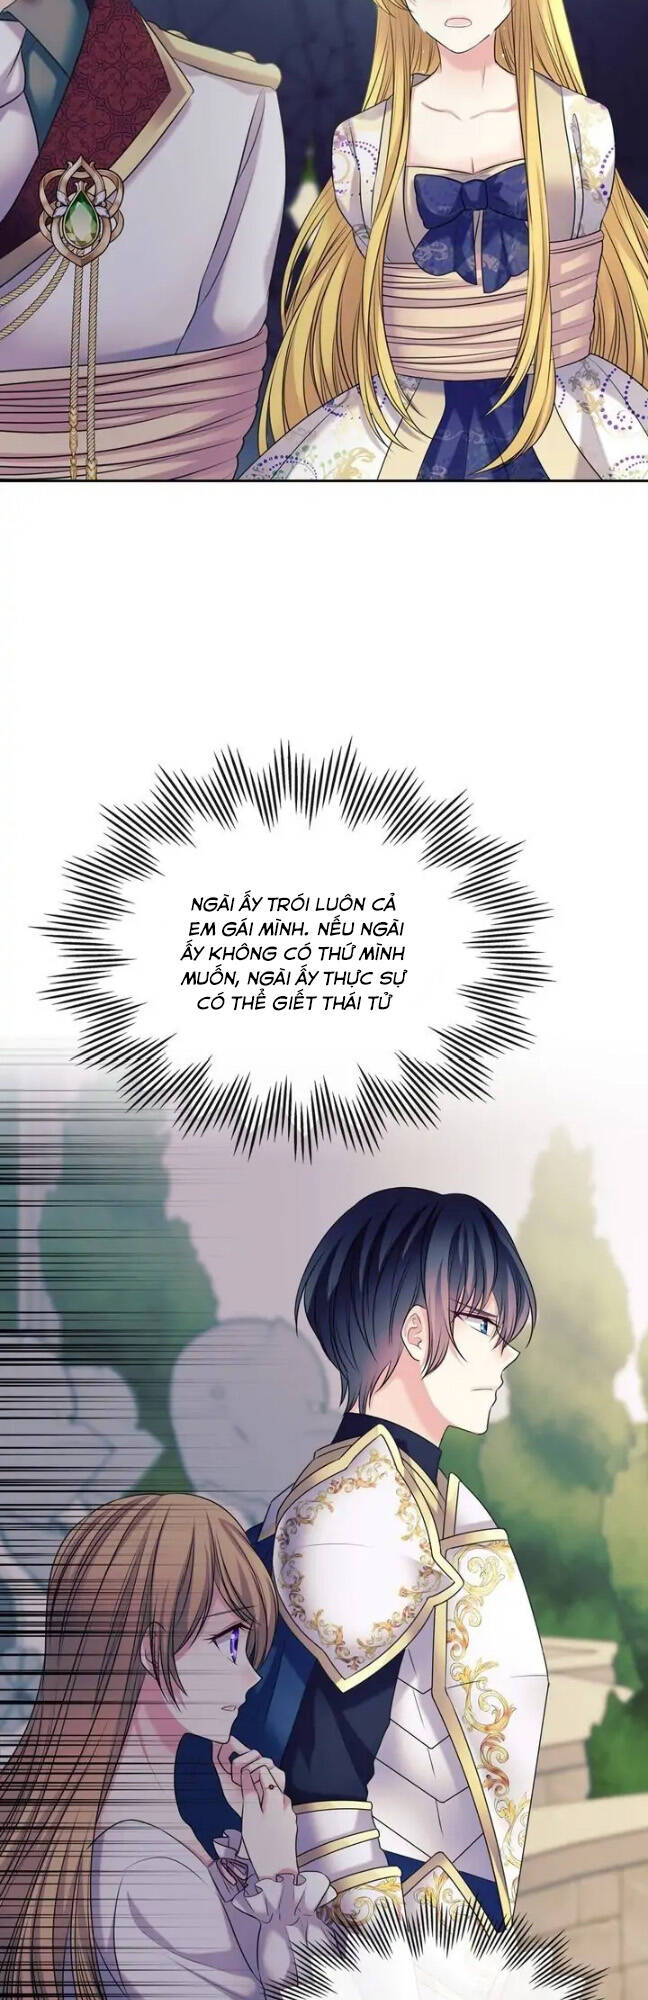 NGÀI ẤY TRÓI LUÔN CẢ
EM GÁI MÌNH. NẾU NGÀI
ẤY KHÔNG CÓ THỨ MÌNH
MUỐN, NGÀI ẤY THỰC SỰ
CÓ THỂ GIẾT THÁI TỬ